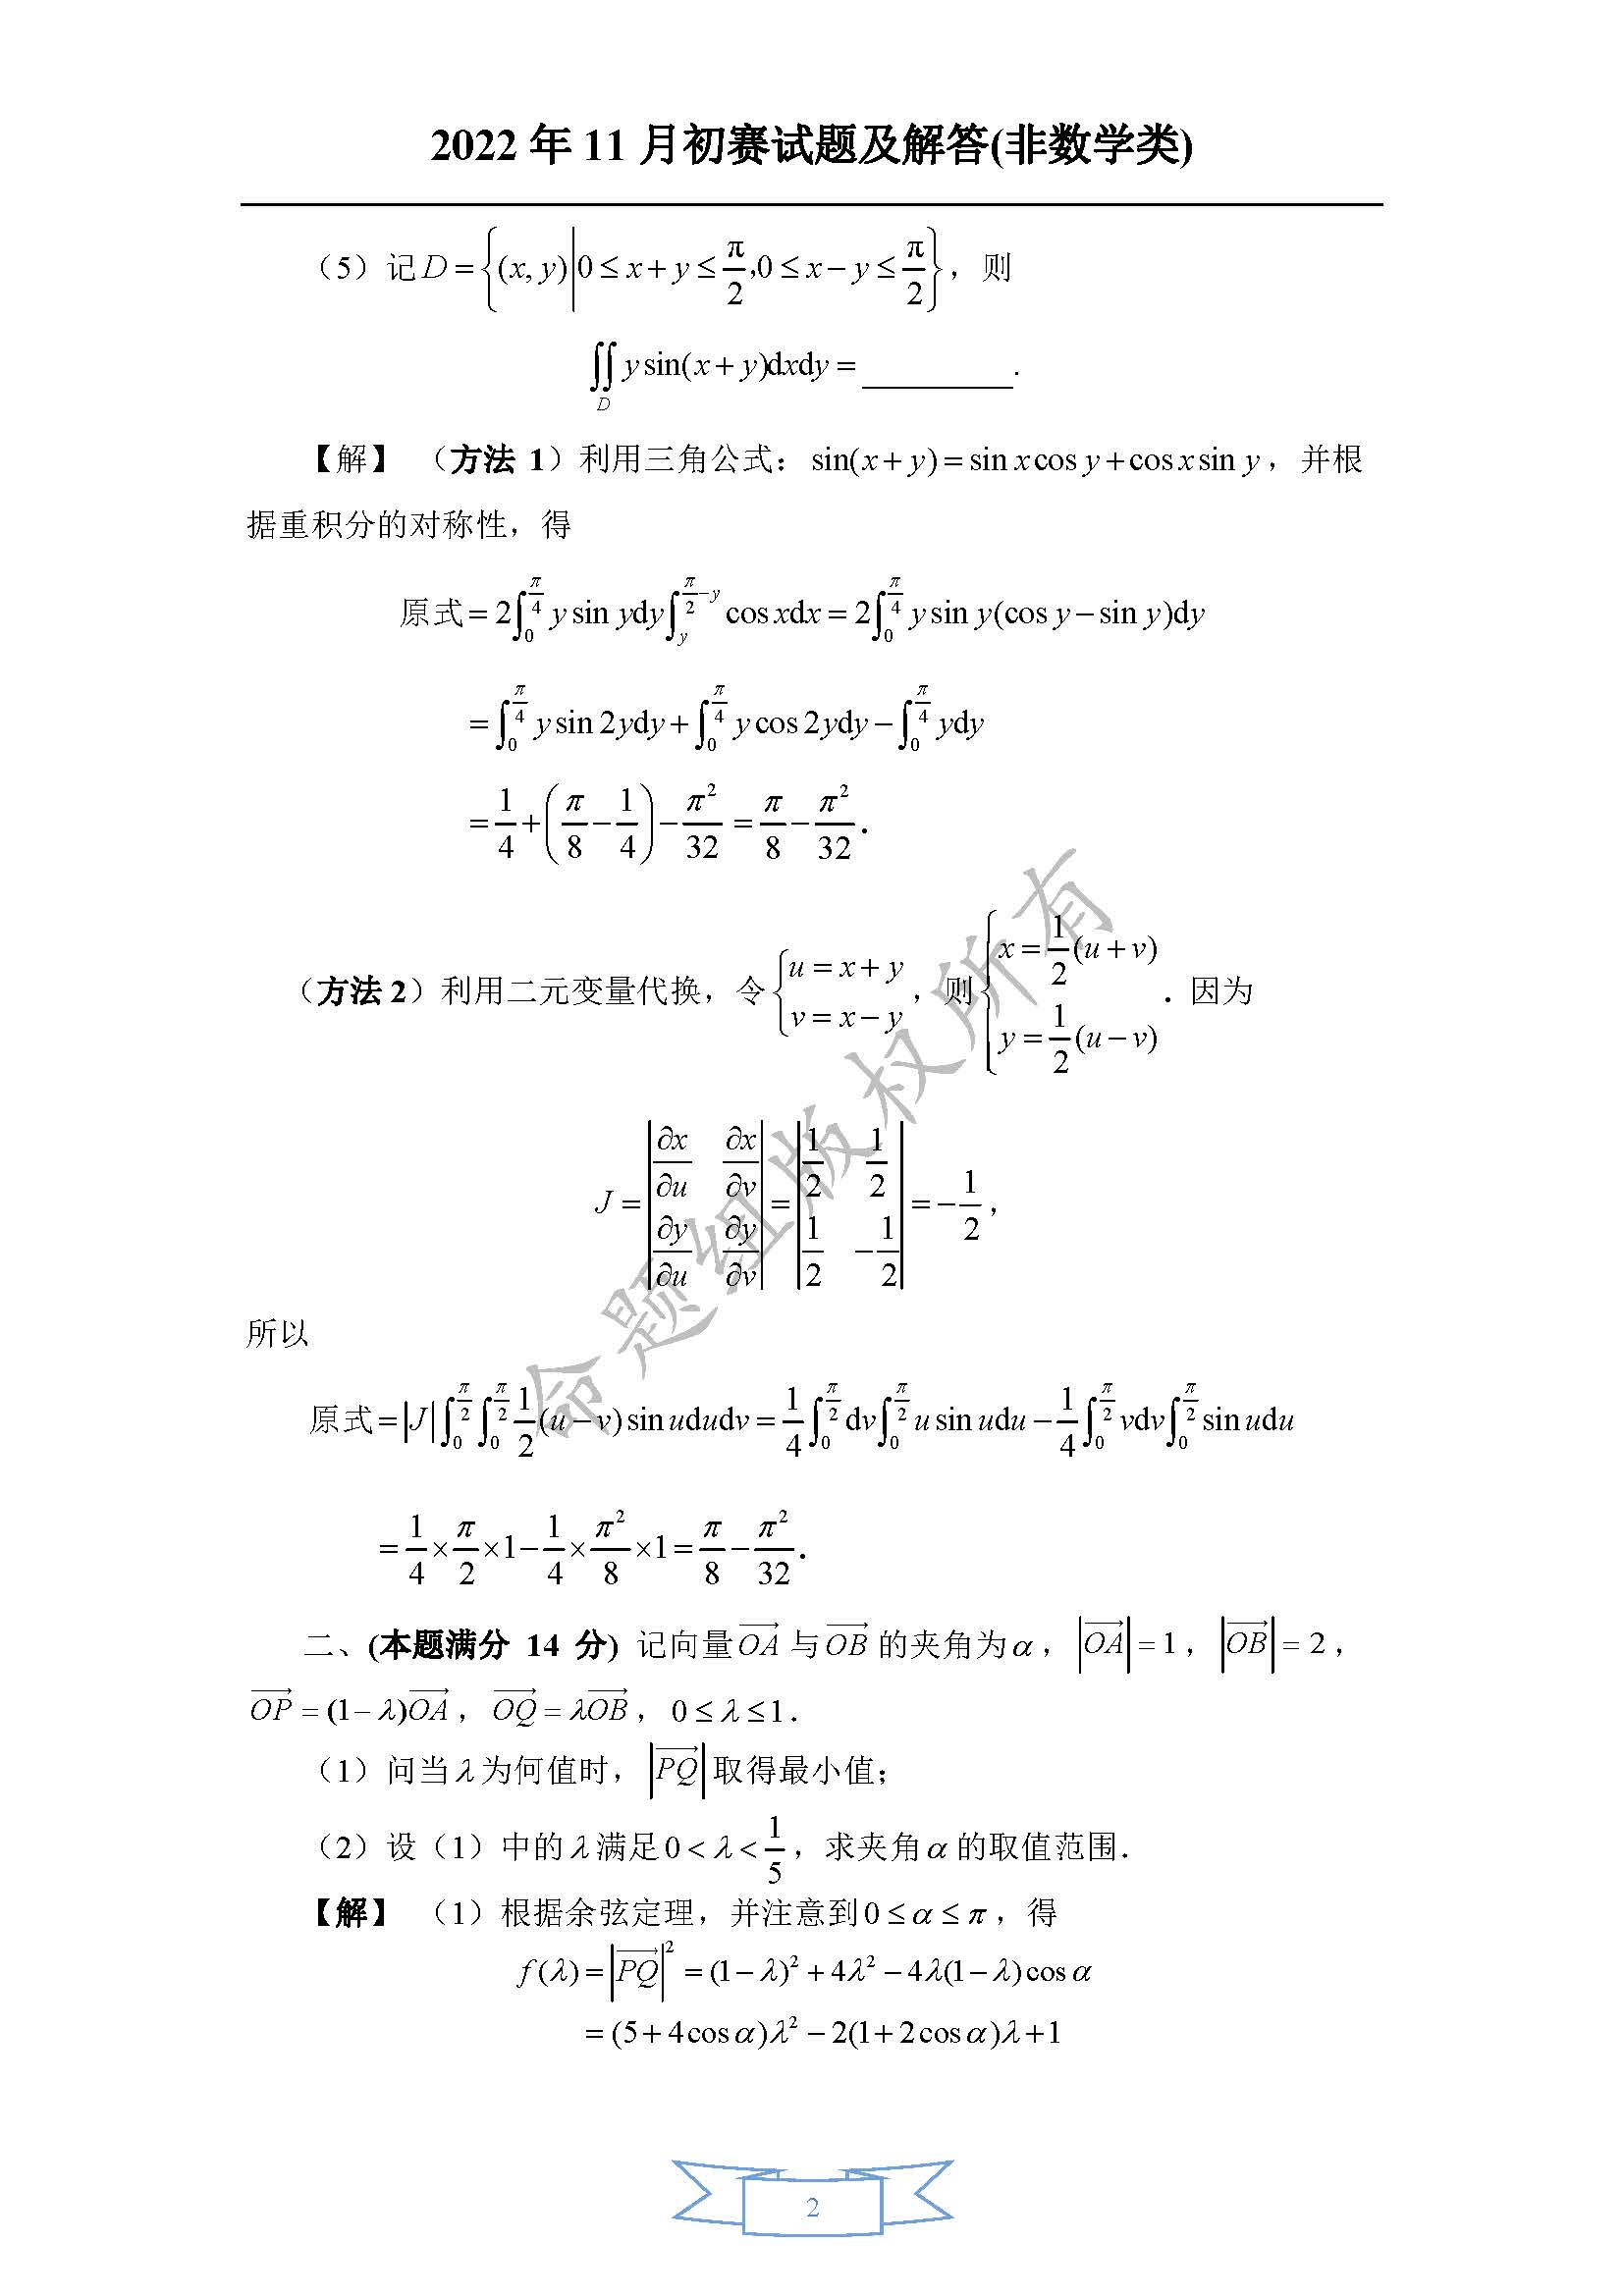 2022 年 11 月初赛试题及解答(非数学类)
（5）记 $D=\left\{(x,y)\middle|0\le x+y\le\frac{\pi}{2},0\le x-y\le\frac{\pi}{2}\right\}$，则
$\iint\limits_{D} y\sin(x+y)\mathrm{d}x\mathrm{d}y=$ ________.
【解】 （方法 1）利用三角公式：$\sin(x+y)=\sin x\cos y+\cos x\sin y$，并根
据重积分的对称性，得
原式 $=2\int_0^{\frac{\pi}{4}} y\sin y\mathrm{d}y\int_y^{\frac{\pi}{2}-y}\cos x\mathrm{d}x=2\int_0^{\frac{\pi}{4}} y\sin y(\cos y-\sin y)\mathrm{d}y$
$=\int_0^{\frac{\pi}{4}} y\sin 2y\mathrm{d}y+\int_0^{\frac{\pi}{4}} y\cos 2y\mathrm{d}y-\int_0^{\frac{\pi}{4}} y\mathrm{d}y$
$=\frac{1}{4}+\left(\frac{\pi}{8}-\frac{1}{4}\right)-\frac{\pi^2}{32}=\frac{\pi}{8}-\frac{\pi^2}{32}$.
（方法 2）利用二元变量代换，令 $\begin{cases}u=x+y\\v=x-y\end{cases}$，则 $\begin{cases}x=\frac{1}{2}(u+v)\\y=\frac{1}{2}(u-v)\end{cases}$. 因为
$J=\begin{vmatrix}\frac{\partial x}{\partial u}&\frac{\partial x}{\partial v}\\\frac{\partial y}{\partial u}&\frac{\partial y}{\partial v}\end{vmatrix}=\begin{vmatrix}\frac{1}{2}&\frac{1}{2}\\\frac{1}{2}&-\frac{1}{2}\end{vmatrix}=-\frac{1}{2}$，
所以
原式 $=|J|\int_0^{\frac{\pi}{2}}\int_0^{\frac{\pi}{2}}\frac{1}{2}(u-v)\sin u\mathrm{d}u\mathrm{d}v=\frac{1}{4}\int_0^{\frac{\pi}{2}}\mathrm{d}v\int_0^{\frac{\pi}{2}}u\sin u\mathrm{d}u-\frac{1}{4}\int_0^{\frac{\pi}{2}}v\mathrm{d}v\int_0^{\frac{\pi}{2}}\sin u\mathrm{d}u$
$=\frac{1}{4}\times\frac{\pi}{2}\times1-\frac{1}{4}\times\frac{\pi^2}{8}\times1=\frac{\pi}{8}-\frac{\pi^2}{32}$.
二、(本题满分 14 分) 记向量 $\overrightarrow{OA}$ 与 $\overrightarrow{OB}$ 的夹角为 $\alpha$，$\left|\overrightarrow{OA}\right|=1$，$\left|\overrightarrow{OB}\right|=2$，
$\overrightarrow{OP}=(1-\lambda)\overrightarrow{OA}$，$\overrightarrow{OQ}=\lambda\overrightarrow{OB}$，$0\le\lambda\le1$.
（1）问当 $\lambda$ 为何值时，$\left|\overrightarrow{PQ}\right|$ 取得最小值；
（2）设（1）中的 $\lambda$ 满足 $0<\lambda<\frac{1}{5}$，求夹角 $\alpha$ 的取值范围.
【解】 （1）根据余弦定理，并注意到 $0\le\alpha\le\pi$，得
$f(\lambda)=\left|\overrightarrow{PQ}\right|^2=(1-\lambda)^2+4\lambda^2-4\lambda(1-\lambda)\cos\alpha$
$=(5+4\cos\alpha)\lambda^2-2(1+2\cos\alpha)\lambda+1$
命题组版权所有
2